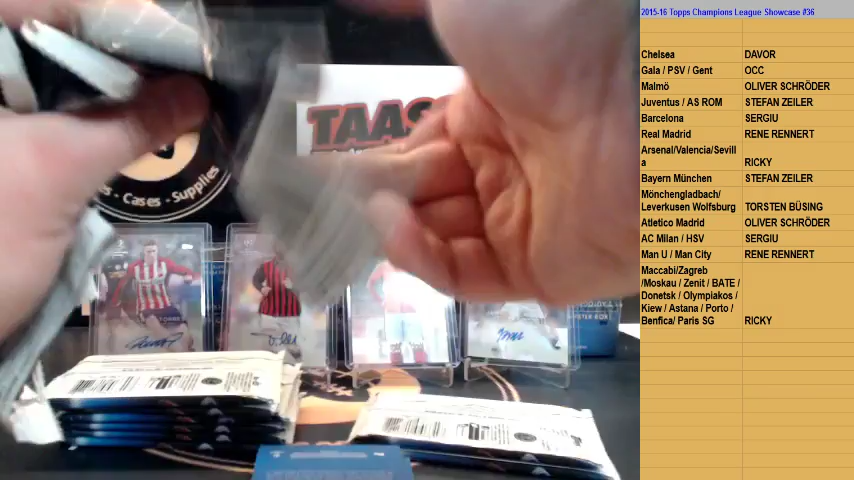 2015-16 Topps Champions League Showcase #36
Chelsea DAVOR
Gala / PSV / Gent OCC
Malmö OLIVER SCHRÖDER
Juventus / AS ROM STEFAN ZEILER
Barcelona SERGIU
Real Madrid RENE RENNERT
Arsenal/Valencia/Sevill
a RICKY
Bayern München STEFAN ZEILER
Mönchengladbach/
Leverkusen Wolfsburg TORSTEN BÜSING
Atletico Madrid OLIVER SCHRÖDER
AC Milan / HSV SERGIU
Man U / Man City RENE RENNERT
Maccabi/Zagreb
/Moskau / Zenit / BATE /
Donetsk / Olympiakos /
Kiew / Astana / Porto /
Benfica/ Paris SG RICKY
TAAS
- Cases - Supplies